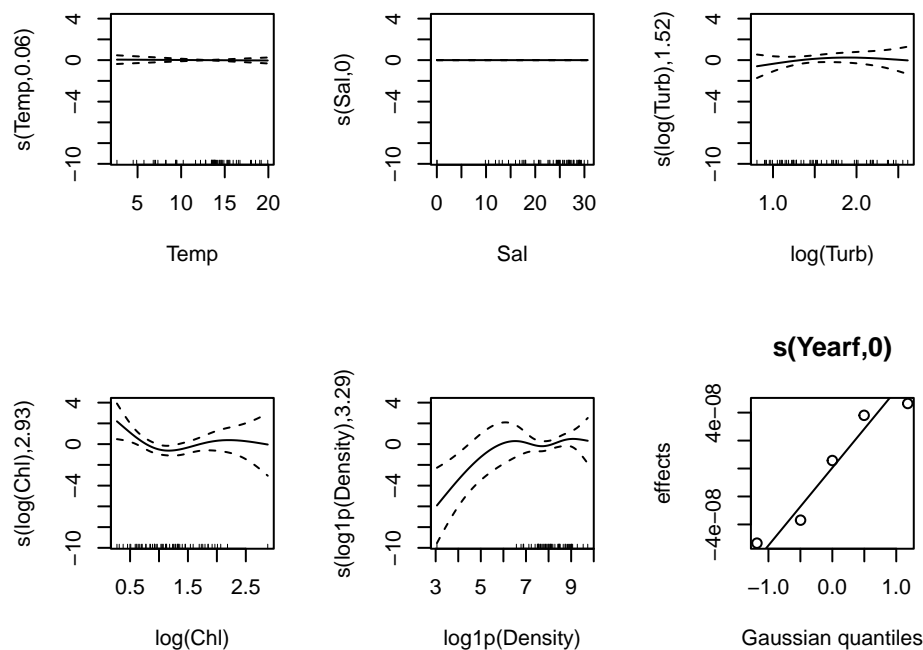 s(Temp,0.06)
4
0
−4
−10
5
10
15
20
Temp
s(Sal,0)
4
0
−4
−10
0
10
20
30
Sal
s(log(Turb),1.52)
4
0
−4
−10
1.0
2.0
log(Turb)
s(log(Chl),2.93)
4
0
−4
−10
0.5
1.5
2.5
log(Chl)
s(log1p(Density),3.29)
4
0
−4
−10
3
5
7
9
log1p(Density)
s(Yearf,0)
effects
4e−08
−4e−08
−1.0
0.0
1.0
Gaussian quantiles